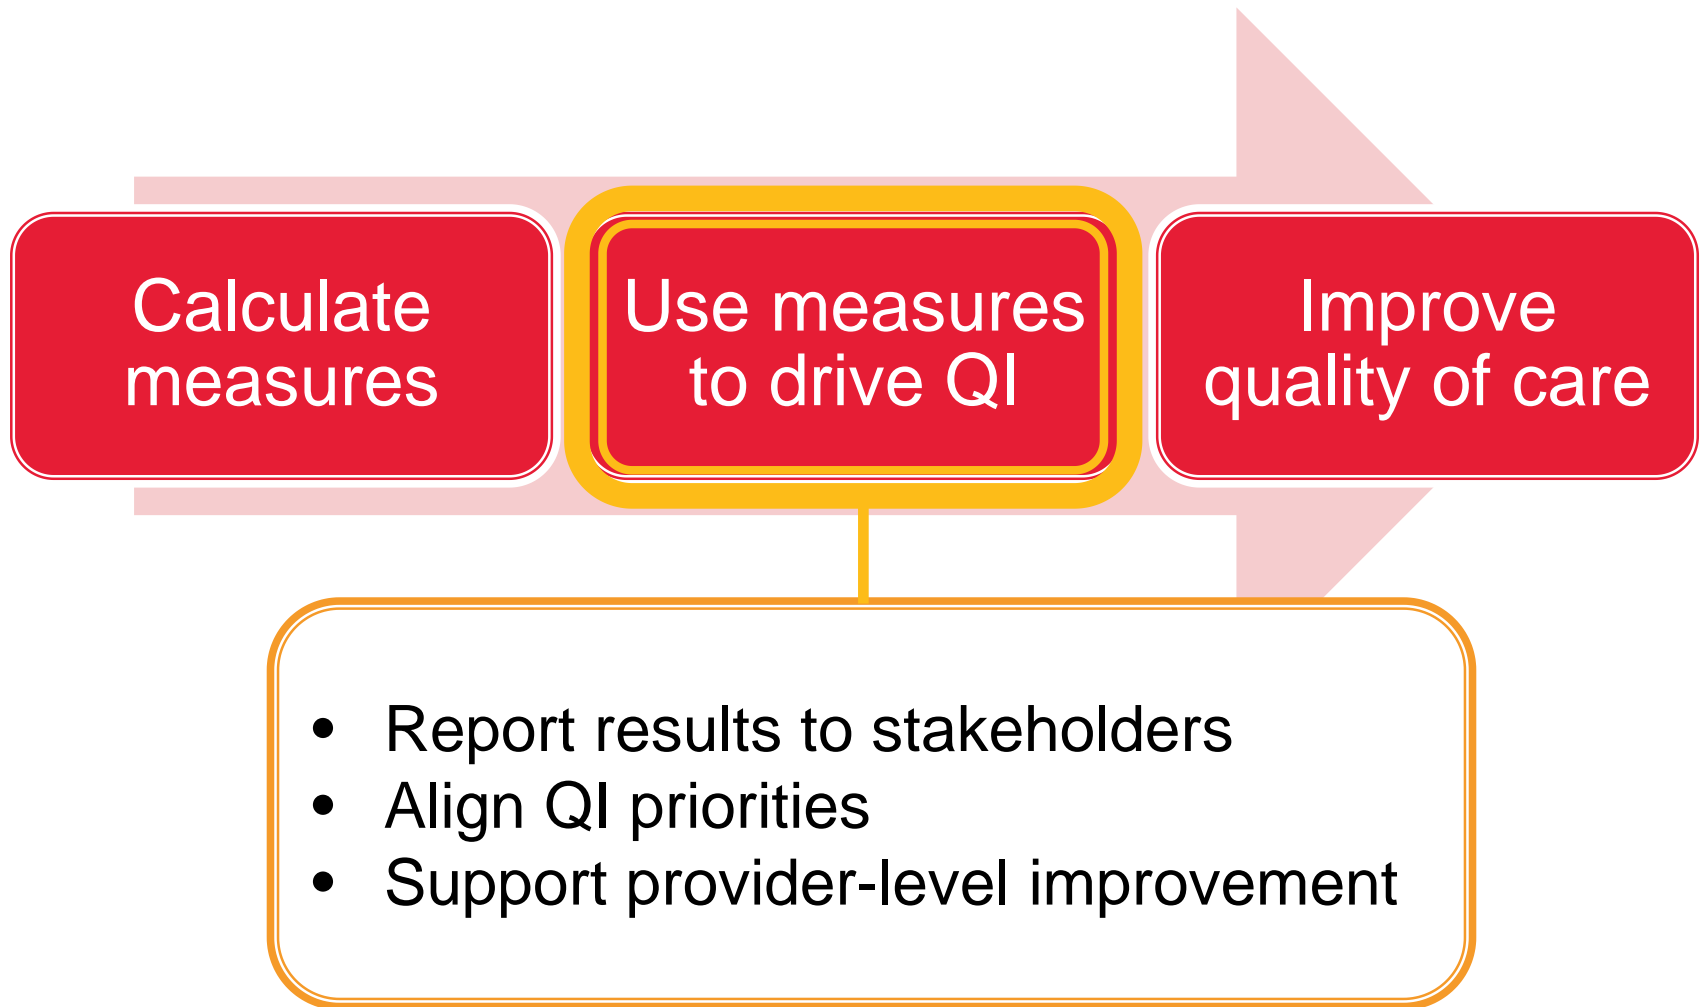 Calculate
measures
Use measures
to drive QI
Improve
quality of care
• Report results to stakeholders
• Align QI priorities
• Support provider-level improvement